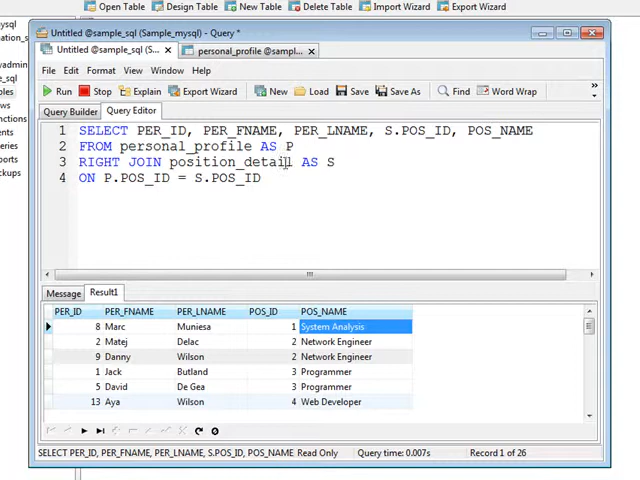 Open Table Design Table New Table Delete Table Import Wizard Export Wizard
Untitled @sample_sql (Sample_mysql) - Query *
Untitled @sample_sql (S... × personal_profile @sampl... ×
File Edit Format View Window Help
Run Stop Explain Export Wizard New Load Save Save As Find Word Wrap
Query Builder Query Editor
1 SELECT PER_ID, PER_FNAME, PER_LNAME, S.POS_ID, POS_NAME
2 FROM personal_profile AS P
3 RIGHT JOIN position_detail AS S
4 ON P.POS_ID = S.POS_ID
Message Result1
PER_ID PER_FNAME PER_LNAME POS_ID POS_NAME
8 Marc Muniesa 1 System Analysis
2 Matej Delac 2 Network Engineer
9 Danny Wilson 2 Network Engineer
1 Jack Butland 3 Programmer
5 David De Gea 3 Programmer
13 Aya Wilson 4 Web Developer
SELECT PER_ID, PER_FNAME, PER_LNAME, S.POS_ID, POS_NAME Read Only Query time: 0.007s Record 1 of 26